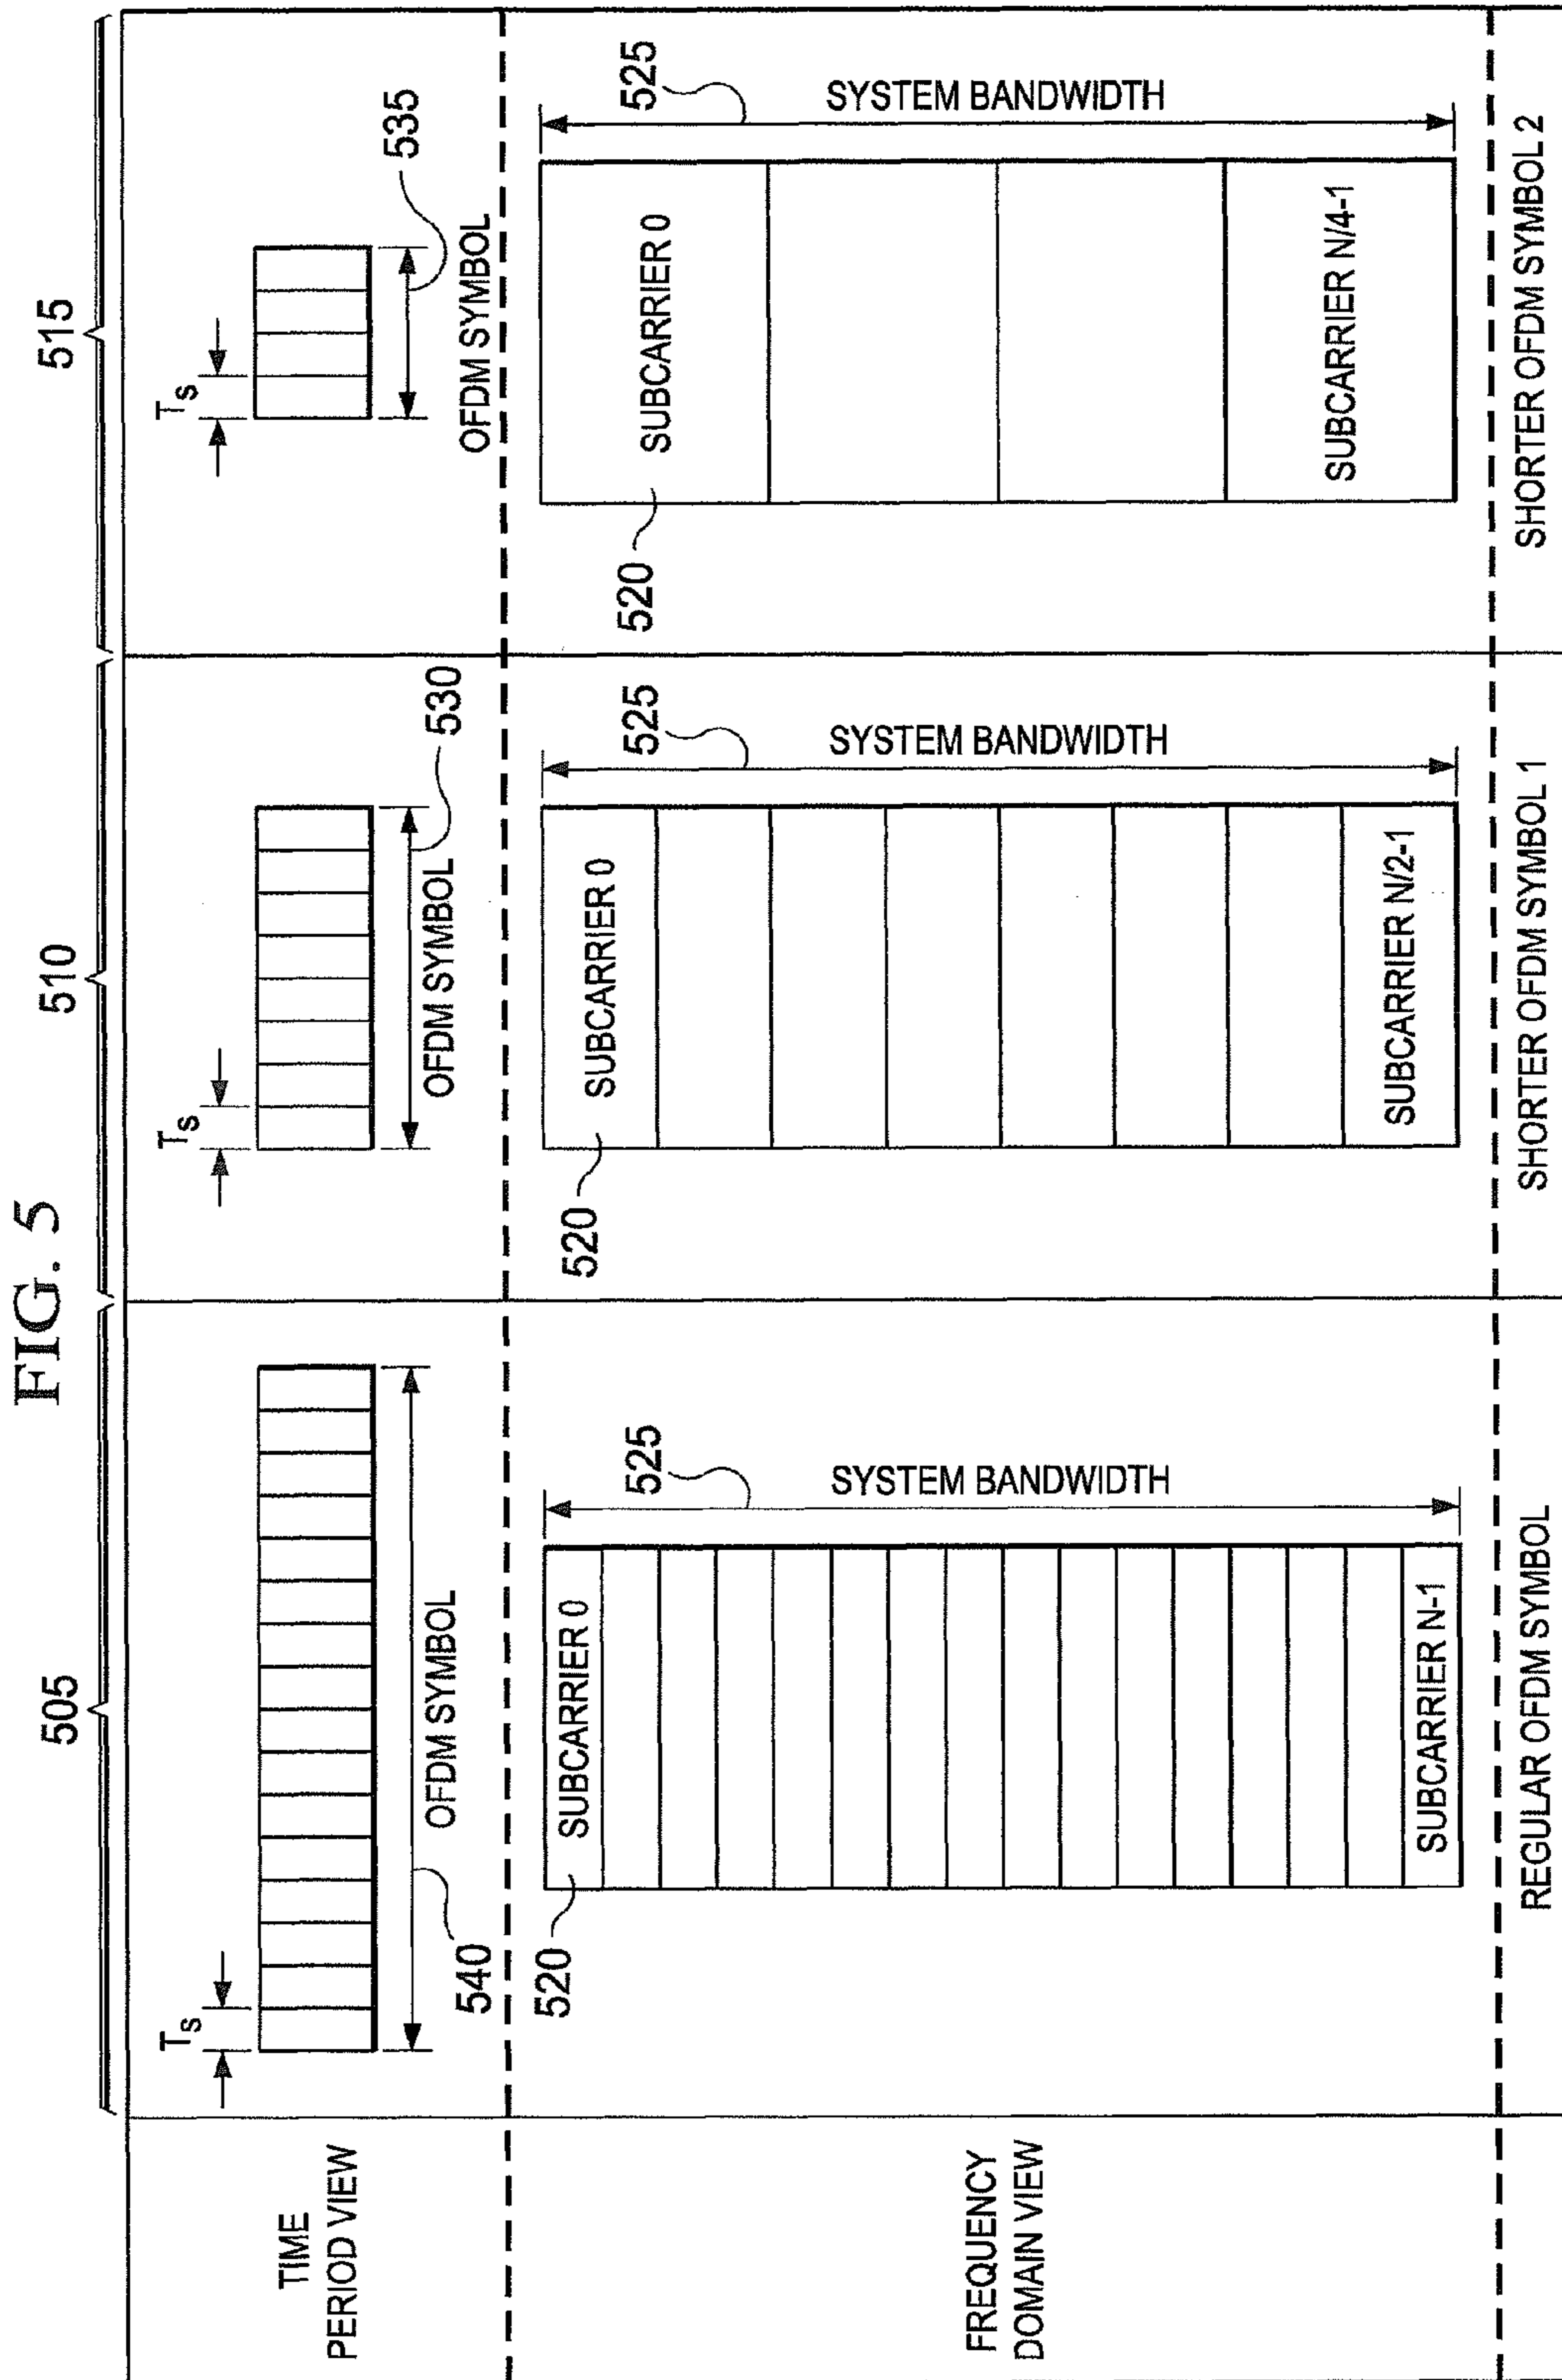 FIG. 5
505
510
515
TIME
PERIOD VIEW
Ts
540
OFDM SYMBOL
Ts
OFDM SYMBOL
530
Ts
OFDM SYMBOL
535
FREQUENCY
DOMAIN VIEW
520
SUBCARRIER 0
SUBCARRIER N-1
525
SYSTEM BANDWIDTH
520
SUBCARRIER 0
SUBCARRIER N/2-1
525
SYSTEM BANDWIDTH
520
SUBCARRIER 0
SUBCARRIER N/4-1
525
SYSTEM BANDWIDTH
REGULAR OFDM SYMBOL
SHORTER OFDM SYMBOL 1
SHORTER OFDM SYMBOL 2